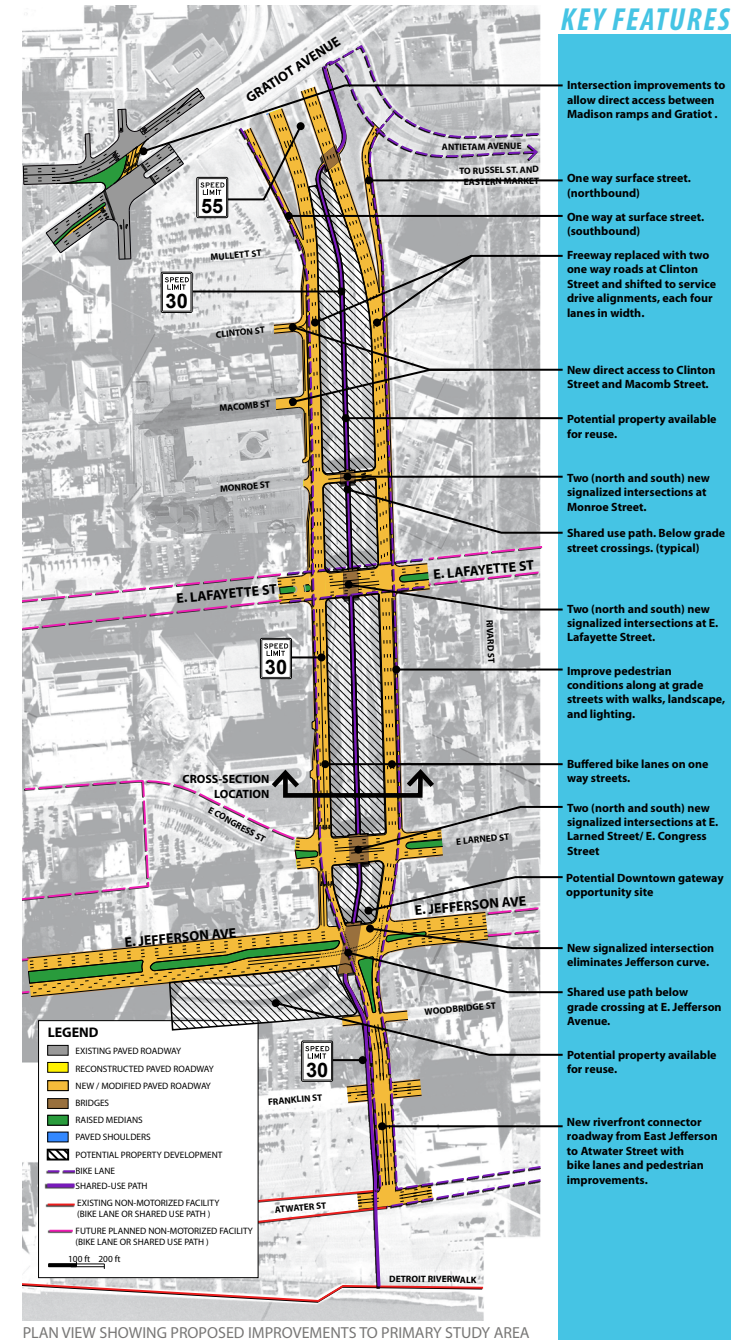 KEY FEATURES
GRATIOT AVENUE
Intersection improvements to
allow direct access between
Madison ramps and Gratiot .
ANTIETAM AVENUE
TO RUSSEL ST. AND
EASTERN MARKET
One way surface street.
(northbound)
SPEED
LIMIT
55
One way at surface street.
(southbound)
MULLETT ST
Freeway replaced with two
one way roads at Clinton
Street and shifted to service
drive alignments, each four
lanes in width.
SPEED
LIMIT
30
CLINTON ST
New direct access to Clinton
Street and Macomb Street.
MACOMB ST
Potential property available
for reuse.
MONROE ST
Two (north and south) new
signalized intersections at
Monroe Street.
Shared use path. Below grade
street crossings. (typical)
E. LAFAYETTE ST
E. LAFAYETTE ST
Two (north and south) new
signalized intersections at E.
Lafayette Street.
RIVARD ST
SPEED
LIMIT
30
Improve pedestrian
conditions along at grade
streets with walks, landscape,
and lighting.
Buffered bike lanes on one
way streets.
CROSS-SECTION
LOCATION
E CONGRESS ST
E LARNED ST
Two (north and south) new
signalized intersections at E.
Larned Street/ E. Congress
Street
Potential Downtown gateway
opportunity site
E. JEFFERSON AVE
E. JEFFERSON AVE
New signalized intersection
eliminates Jefferson curve.
Shared use path below
grade crossing at E. Jefferson
Avenue.
WOODBRIDGE ST
Potential property available
for reuse.
SPEED
LIMIT
30
FRANKLIN ST
New riverfront connector
roadway from East Jefferson
to Atwater Street with
bike lanes and pedestrian
improvements.
ATWATER ST
DETROIT RIVERWALK
LEGEND
EXISTING PAVED ROADWAY
RECONSTRUCTED PAVED ROADWAY
NEW / MODIFIED PAVED ROADWAY
BRIDGES
RAISED MEDIANS
PAVED SHOULDERS
POTENTIAL PROPERTY DEVELOPMENT
BIKE LANE
SHARED-USE PATH
EXISTING NON-MOTORIZED FACILITY
(BIKE LANE OR SHARED USE PATH )
FUTURE PLANNED NON-MOTORIZED FACILITY
(BIKE LANE OR SHARED USE PATH )
100 ft 200 ft
PLAN VIEW SHOWING PROPOSED IMPROVEMENTS TO PRIMARY STUDY AREA